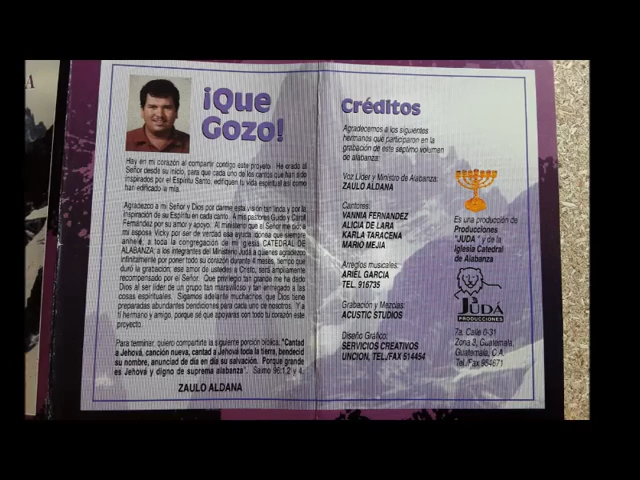 ¡Que
Gozo!
Hay en mi corazón al compartir contigo este proyeto. He orado al
Señor desde su inicio, para que cada uno de los cantos que han sido
inspirados por el Espíritu Santo, edifiquen tu vida espiritual así como
han edificado la mía.
Agradezco a mi Señor y Dios por darme esta visión tan linda y por la
inspiración de su Espíritu en cada canto. A mis pastores Guido y Caroll
Fernández por su amor y apoyo. Al ministerio que el Señor me dió, a
mi esposa Vicky por ser de verdad esa ayuda idonea que siempre
anhelé, a toda la congregación de mi iglesia CATEDRAL DE
ALABANZA; a los integrantes del Ministerio Judá a quienes agradezco
infinitamente por poner todo su corazón durante 4 meses, tiempo que
duró la grabación; ese amor de ustedes a Cristo, será ampliamente
recompensado por el Señor. Que privilegio tan grande me ha dado
Dios al ser líder de un grupo tan maravilloso y tan entregado a las
cosas espirituales. Sigamos adelante muchachos, que Dios tiene
preparadas abundantes bendiciones para cada uno de nosotros. Y a
tí hermano y amigo, porque sé que apoyarás con todo tu corazón este
proyecto.
Para terminar, quiero compartirte la siguiente porción bíblica: "Cantad
a Jehová, canción nueva, cantad a Jehová toda la tierra, bendecid
su nombre, anunciad de día en día su salvación. Porque grande
es Jehová y digno de suprema alabanza". Salmo 96:1,2 y 4.
ZAULO ALDANA
Créditos
Agradecemos a los siguientes
hermanos que participaron en la
grabación de este séptimo volumen
de alabanza:
Voz Líder y Ministro de Alabanza:
ZAULO ALDANA
Cantores:
VANNIA FERNANDEZ
ALICIA DE LARA
KARLA TARACENA
MARIO MEJIA
Arreglos musicales:
ARIEL GARCIA
TEL. 916735
Grabación y Mezclas:
ACUSTIC STUDIOS
Diseño Gráfico:
SERVICIOS CREATIVOS
UNCION, TEL./FAX 514454
Es una producción de
Producciones
"JUDA" y de la
Iglesia Catedral
de Alabanza
JUDÁ
PRODUCCIONES
7a. Calle 0-31
Zona 3, Guatemala,
Guatemala, C.A.
Tel./Fax 954671